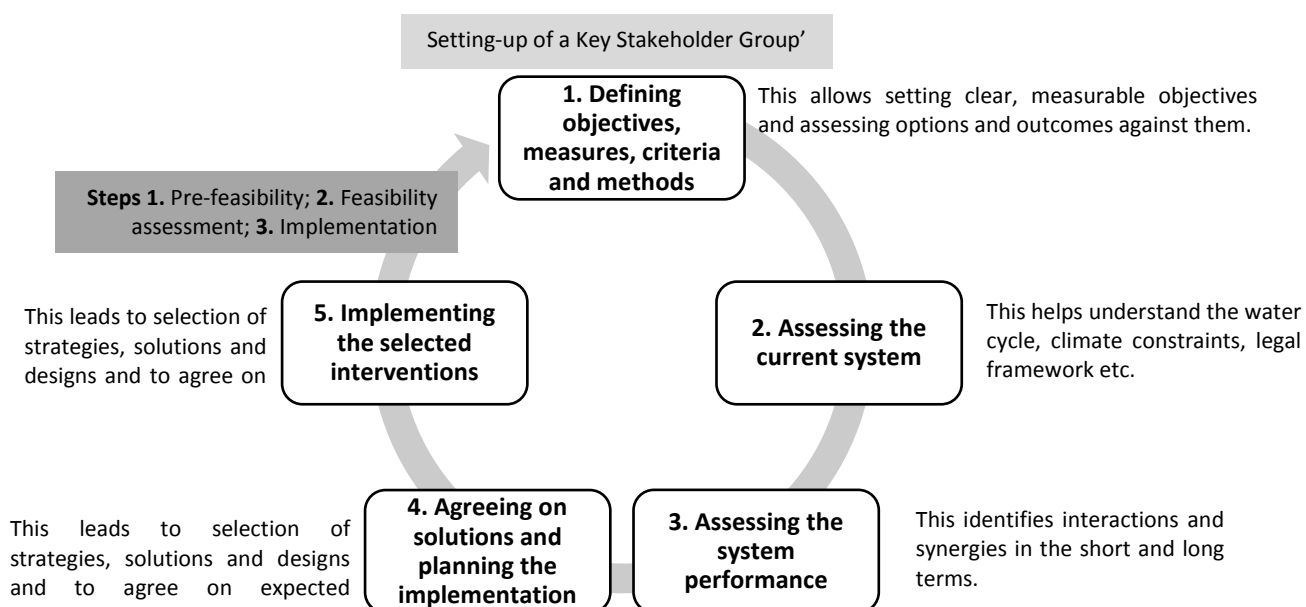 Setting-up of a Key Stakeholder Group’
1. Defining
objectives,
measures, criteria
and methods
This allows setting clear, measurable objectives
and assessing options and outcomes against them.
Steps 1. Pre-feasibility; 2. Feasibility
assessment; 3. Implementation
5. Implementing
the selected
interventions
This leads to selection of
strategies, solutions and
designs and to agree on
2. Assessing the
current system
This helps understand the water
cycle, climate constraints, legal
framework etc.
4. Agreeing on
solutions and
planning the
implementation
This leads to selection of
strategies, solutions and designs
and to agree on expected
3. Assessing the
system
performance
This identifies interactions and
synergies in the short and long
terms.